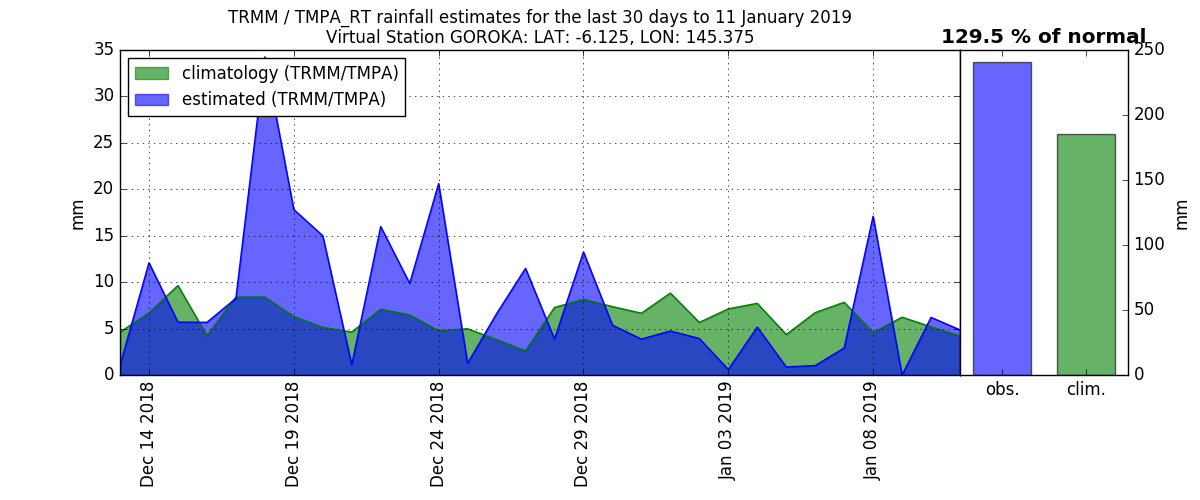 TRMM / TMPA_RT rainfall estimates for the last 30 days to 11 January 2019
Virtual Station GOROKA: LAT: -6.125, LON: 145.375
129.5 % of normal
climatology (TRMM/TMPA)
estimated (TRMM/TMPA)
mm
35
30
25
20
15
10
5
0
Dec 14 2018
Dec 19 2018
Dec 24 2018
Dec 29 2018
Jan 03 2019
Jan 08 2019
obs.
clim.
250
200
150
100
50
0
mm